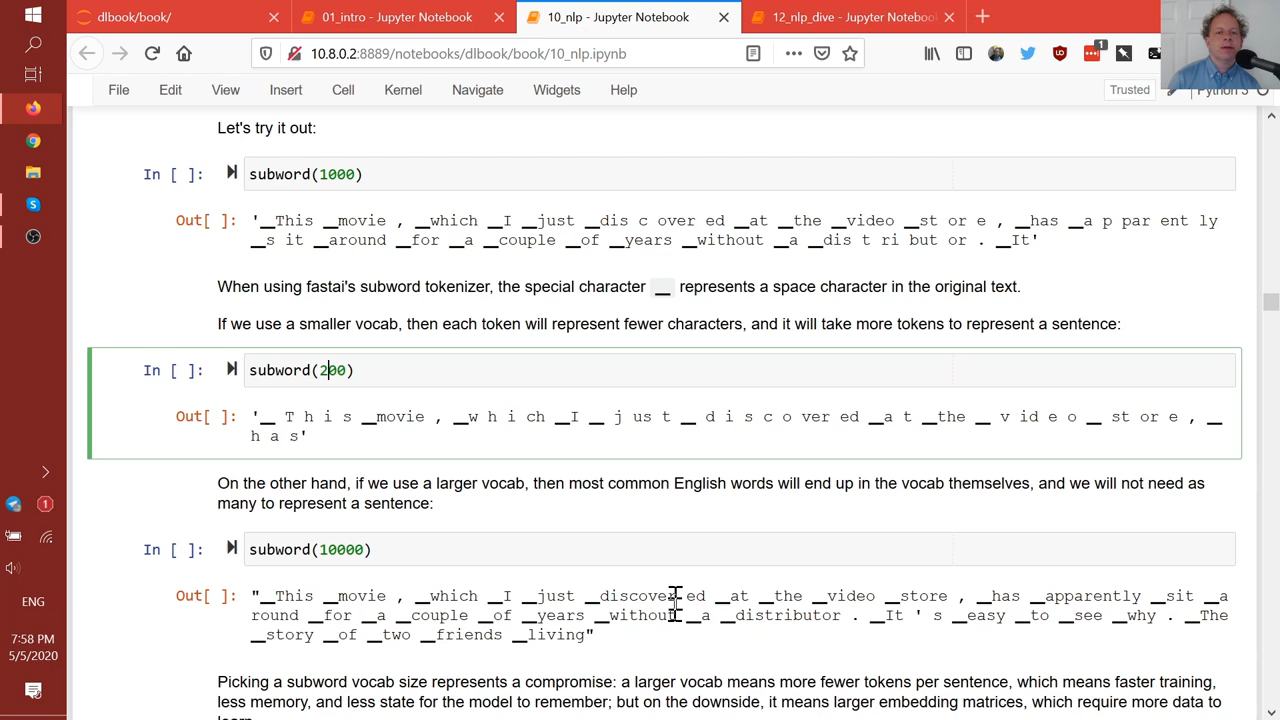 dlbook/book/
01_intro - Jupyter Notebook
10_nlp - Jupyter Notebook
12_nlp_dive - Jupyter Notebook
10.8.0.2:8889/notebooks/dlbook/book/10_nlp.ipynb
1
File Edit View Insert Cell Kernel Navigate Widgets Help
Trusted
Python 3
Let's try it out:
In [ ]: subword(1000)
Out[ ]: '▁This ▁movie , ▁which ▁I ▁just ▁dis c over ed ▁at ▁the ▁video ▁st or e , ▁has ▁a p par ent ly
▁s it ▁around ▁for ▁a ▁couple ▁of ▁years ▁without ▁a ▁dis t ri but or . ▁It'
When using fastai's subword tokenizer, the special character ▁ represents a space character in the original text.
If we use a smaller vocab, then each token will represent fewer characters, and it will take more tokens to represent a sentence:
In [ ]: subword(200)
Out[ ]: '▁ T h i s ▁movie , ▁w h i ch ▁I ▁ j us t ▁ d i s c o ver ed ▁a t ▁the ▁ v id e o ▁ st or e , ▁
h a s'
On the other hand, if we use a larger vocab, then most common English words will end up in the vocab themselves, and we will not need as
many to represent a sentence:
In [ ]: subword(10000)
Out[ ]: "▁This ▁movie , ▁which ▁I ▁just ▁discover ed ▁at ▁the ▁video ▁store , ▁has ▁apparently ▁sit ▁a
round ▁for ▁a ▁couple ▁of ▁years ▁without ▁a ▁distributor . ▁It ' s ▁easy ▁to ▁see ▁why . ▁The
▁story ▁of ▁two ▁friends ▁living"
Picking a subword vocab size represents a compromise: a larger vocab means more fewer tokens per sentence, which means faster training,
less memory, and less state for the model to remember; but on the downside, it means larger embedding matrices, which require more data to
1
ENG
7:58 PM
5/5/2020